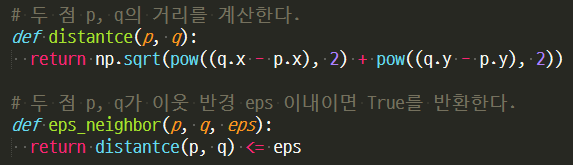 # 두 점 p, q의 거리를 계산한다.
def distantce(p, q):
  return np.sqrt(pow((q.x - p.x), 2) + pow((q.y - p.y), 2))

# 두 점 p, q가 이웃 반경 eps 이내이면 True를 반환한다.
def eps_neighbor(p, q, eps):
  return distantce(p, q) <= eps